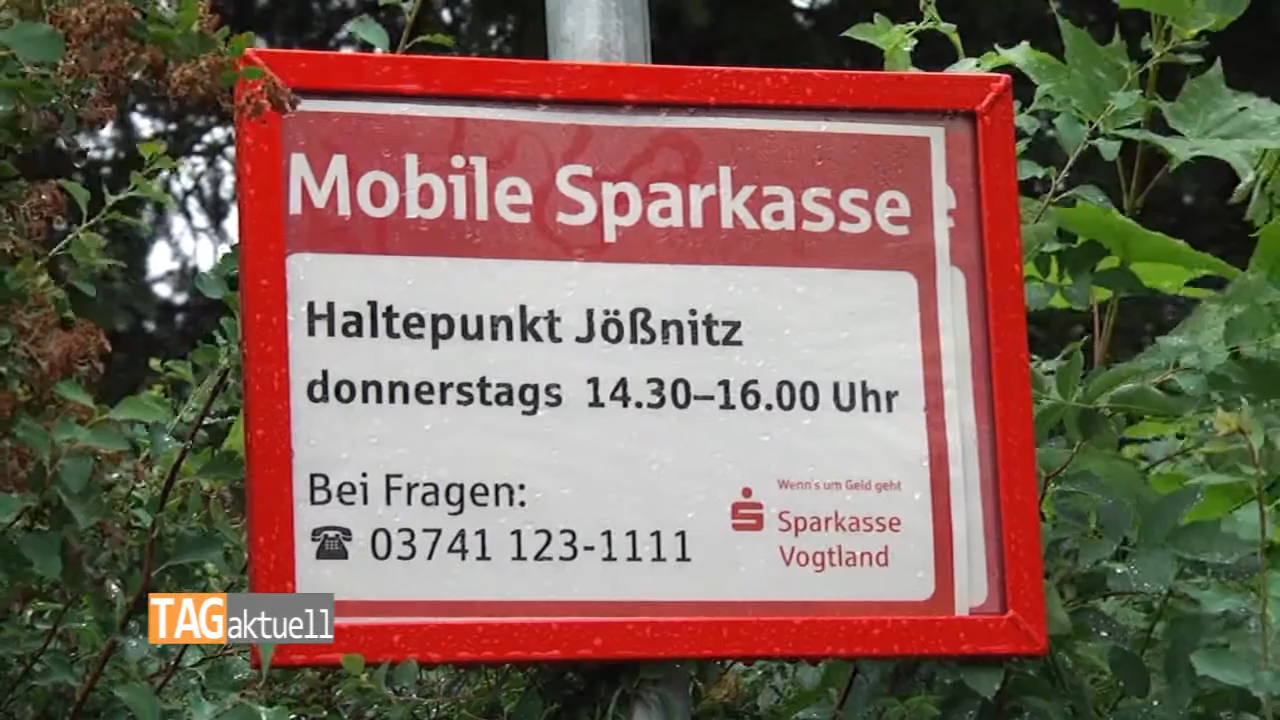 Mobile Sparkasse
Haltepunkt Jößnitz
donnerstags 14.30–16.00 Uhr
Bei Fragen:
☎ 03741 123-1111
Wenn's um Geld geht
Sparkasse
Vogtland
TAGaktuell